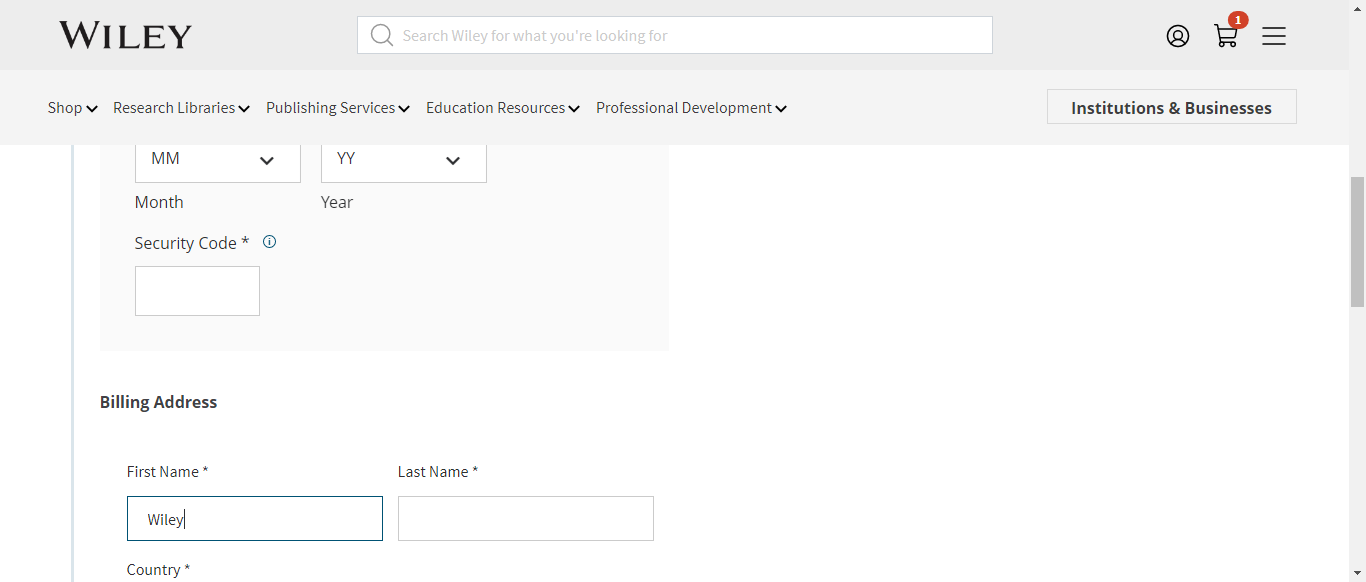 WILEY
Search Wiley for what you're looking for
1
Shop
Research Libraries
Publishing Services
Education Resources
Professional Development
Institutions & Businesses
MM
YY
Month
Year
Security Code *
Billing Address
First Name *
Last Name *
Wiley
Country *